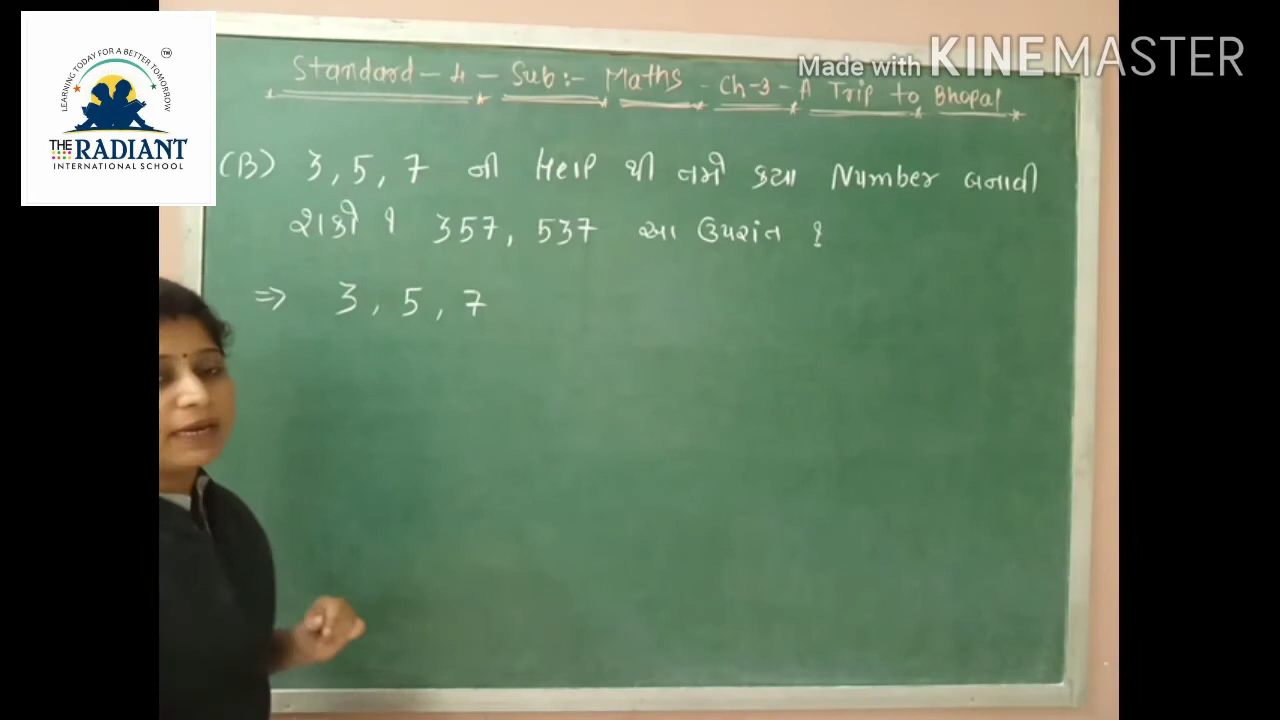 LEARNING TODAY FOR A BETTER TOMORROW
TM
THE RADIANT
INTERNATIONAL SCHOOL
Made with KINEMASTER
Standard - 4 - Sub:- Maths - Ch-3 - A Trip to Bhopal
(B) 3, 5, 7 ની Help થી તમે કયા Number બનાવી
શકો ? 357, 537 આ ઉપરાંત ?
⇒ 3, 5, 7